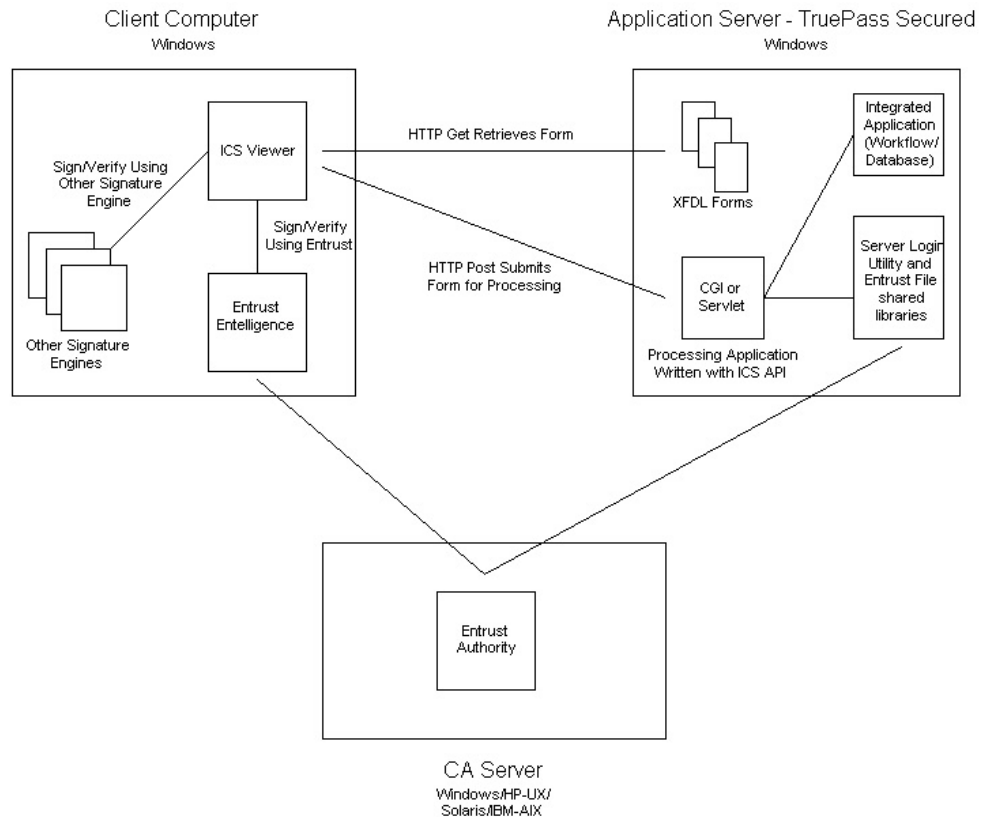 Client Computer
Windows
Application Server - TruePass Secured
Windows
ICS Viewer
Sign/Verify Using
Other Signature
Engine
Sign/Verify
Using Entrust
Entrust
Entelligence
Other Signature
Engines
HTTP Get Retrieves Form
HTTP Post Submits
Form for Processing
XFDL Forms
Integrated
Application
(Workflow/
Database)
CGI or
Servlet
Server Login
Utility and
Entrust File
shared
libraries
Processing Application
Written with ICS API
Entrust
Authority
CA Server
Windows/HP-UX/
Solaris/IBM-AIX